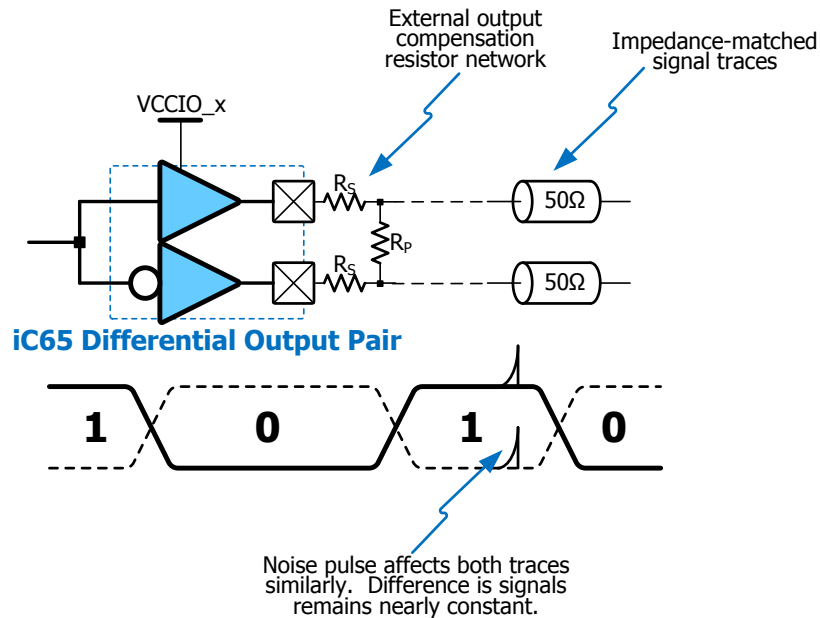 External output
compensation
resistor network
Impedance-matched
signal traces
VCCIO_x
RS
50Ω
RP
RS
50Ω
iC65 Differential Output Pair
1
0
1
0
Noise pulse affects both traces
similarly.  Difference is signals
remains nearly constant.